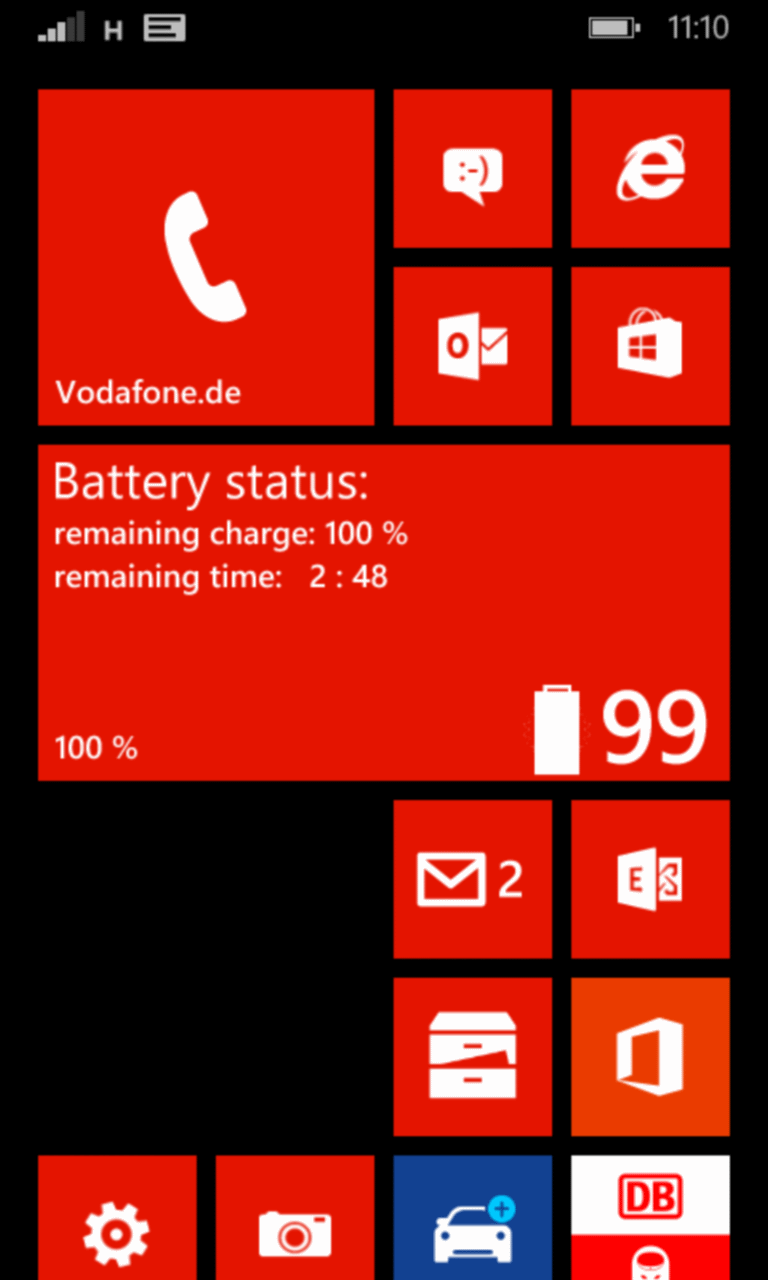 H
11:10
:-)
Vodafone.de
O
Battery status:
remaining charge: 100 %
remaining time: 2 : 48
100 %
99
2
E
DB